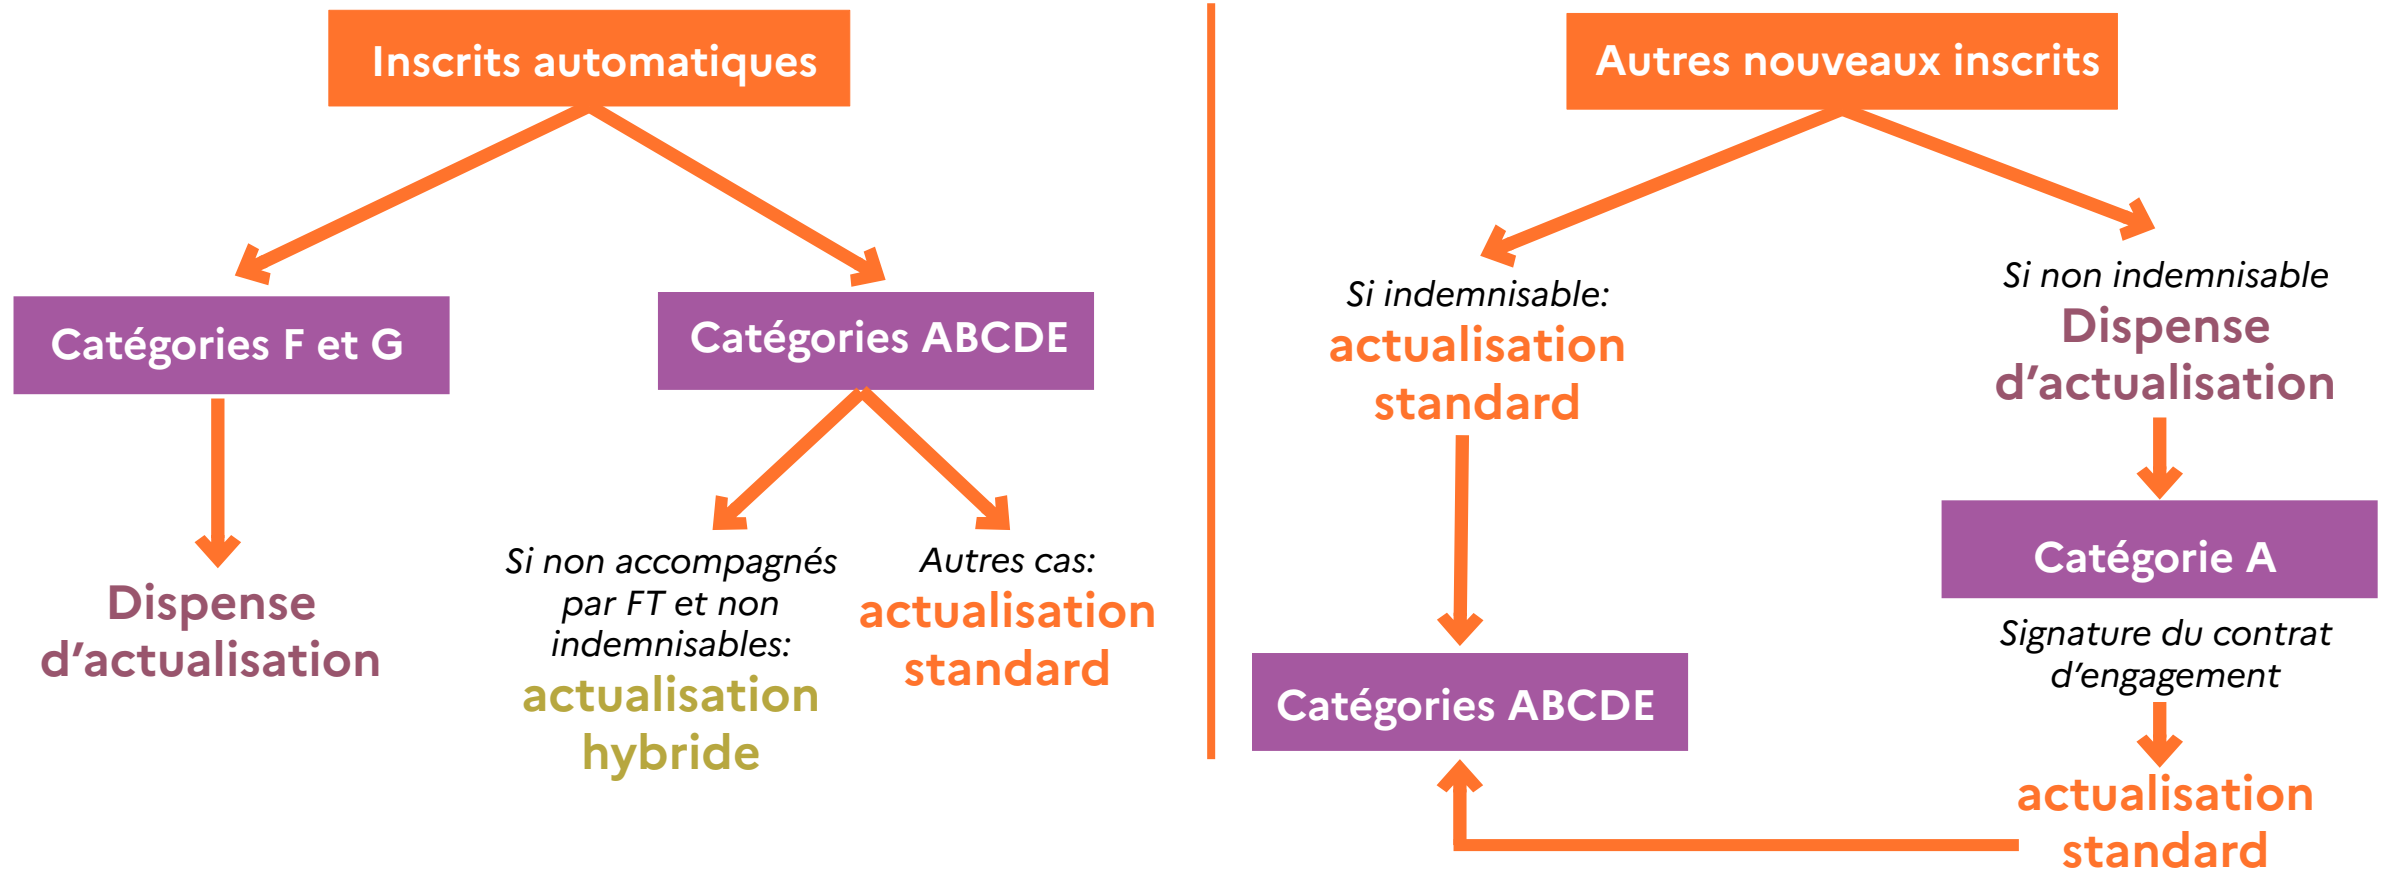 Inscrits automatiques
Catégories F et G
Dispense
d’actualisation
Catégories ABCDE
Si non accompagnés
par FT et non
indemnisables:
actualisation
hybride
Autres cas:
actualisation
standard
Autres nouveaux inscrits
Si indemnisable:
actualisation
standard
Catégories ABCDE
Si non indemnisable
Dispense
d’actualisation
Catégorie A
Signature du contrat
d’engagement
actualisation
standard